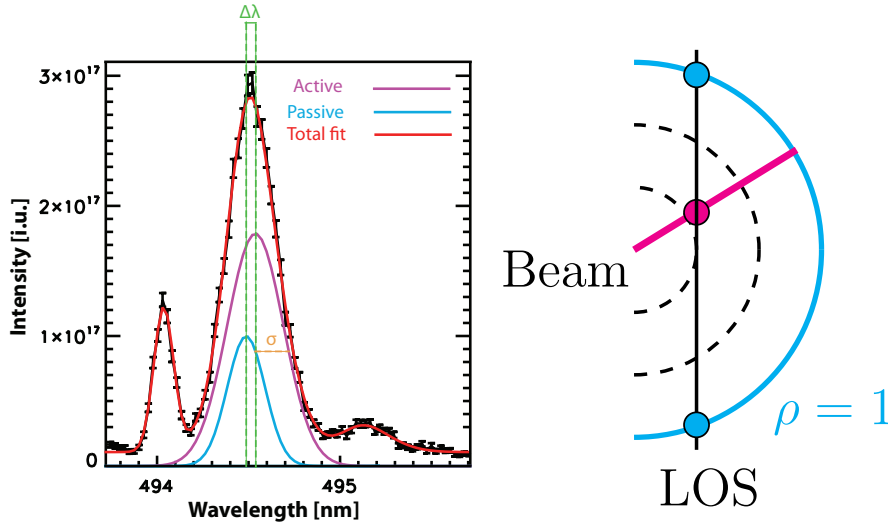 Δλ
3×10¹⁷
2×10¹⁷
1×10¹⁷
0
Intensity [i.u.]
Active
Passive
Total fit
σ
494
495
Wavelength [nm]
Beam
ρ = 1
LOS